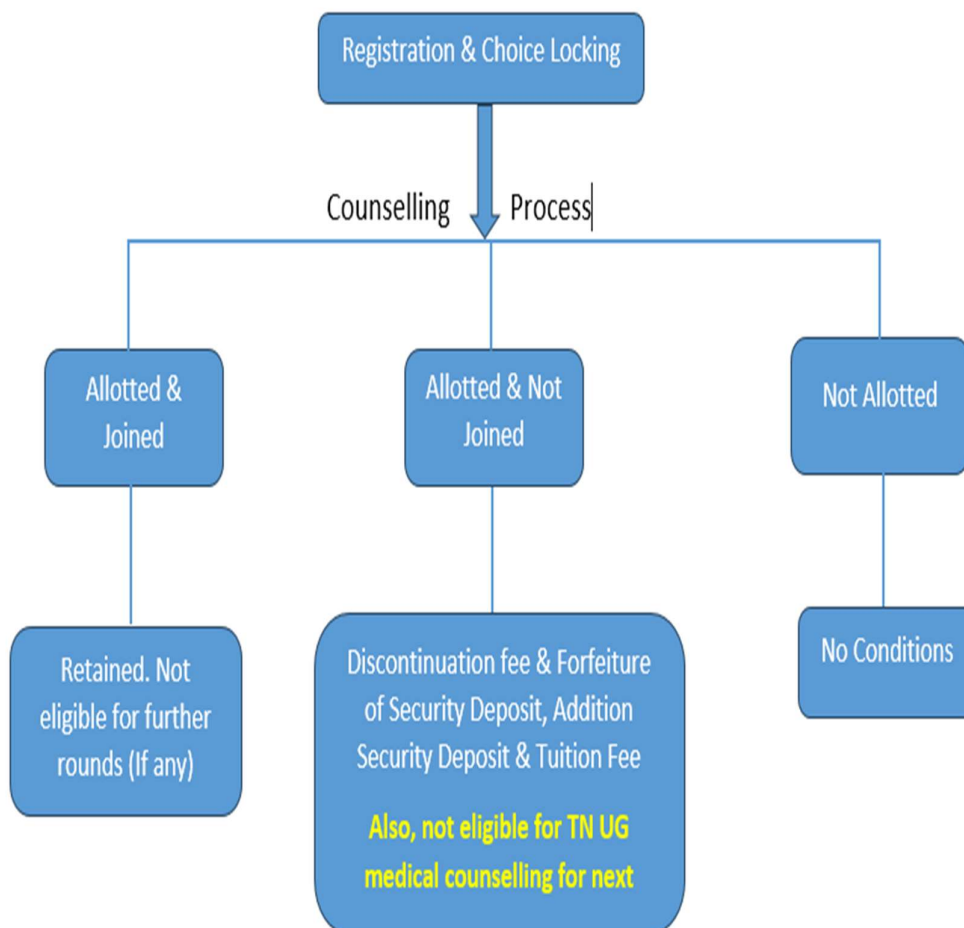 Registration & Choice Locking
Counselling Process
Allotted &
Joined
Allotted & Not
Joined
Not Allotted
Retained. Not
eligible for further
rounds (If any)
Discontinuation fee & Forfeiture
of Security Deposit, Addition
Security Deposit & Tuition Fee
Also, not eligible for TN UG
medical counselling for next
No Conditions